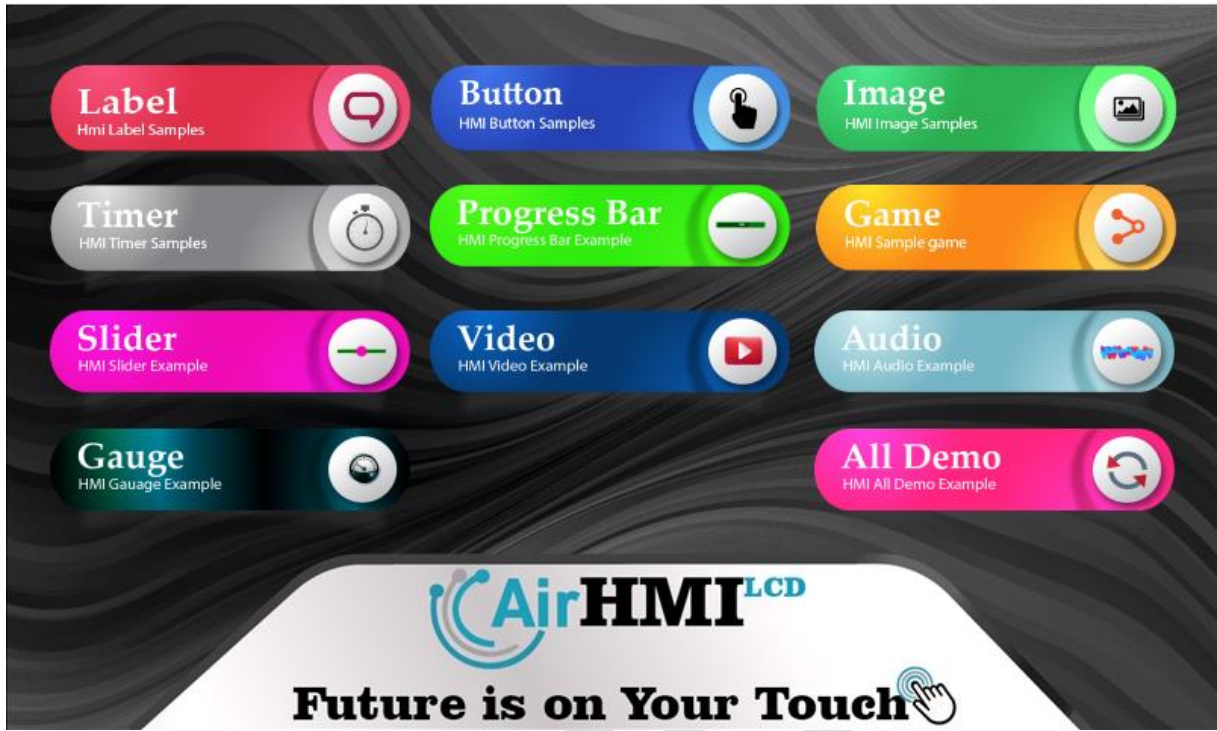 Label
Hmi Label Samples
Button
HMI Button Samples
Image
HMI Image Samples
Timer
HMI Timer Samples
Progress Bar
HMI Progress Bar Example
Game
HMI Sample game
Slider
HMI Slider Example
Video
HMI Video Example
Audio
HMI Audio Example
Gauge
HMI Gauage Example
All Demo
HMI All Demo Example
AirHMI LCD
Future is on Your Touch